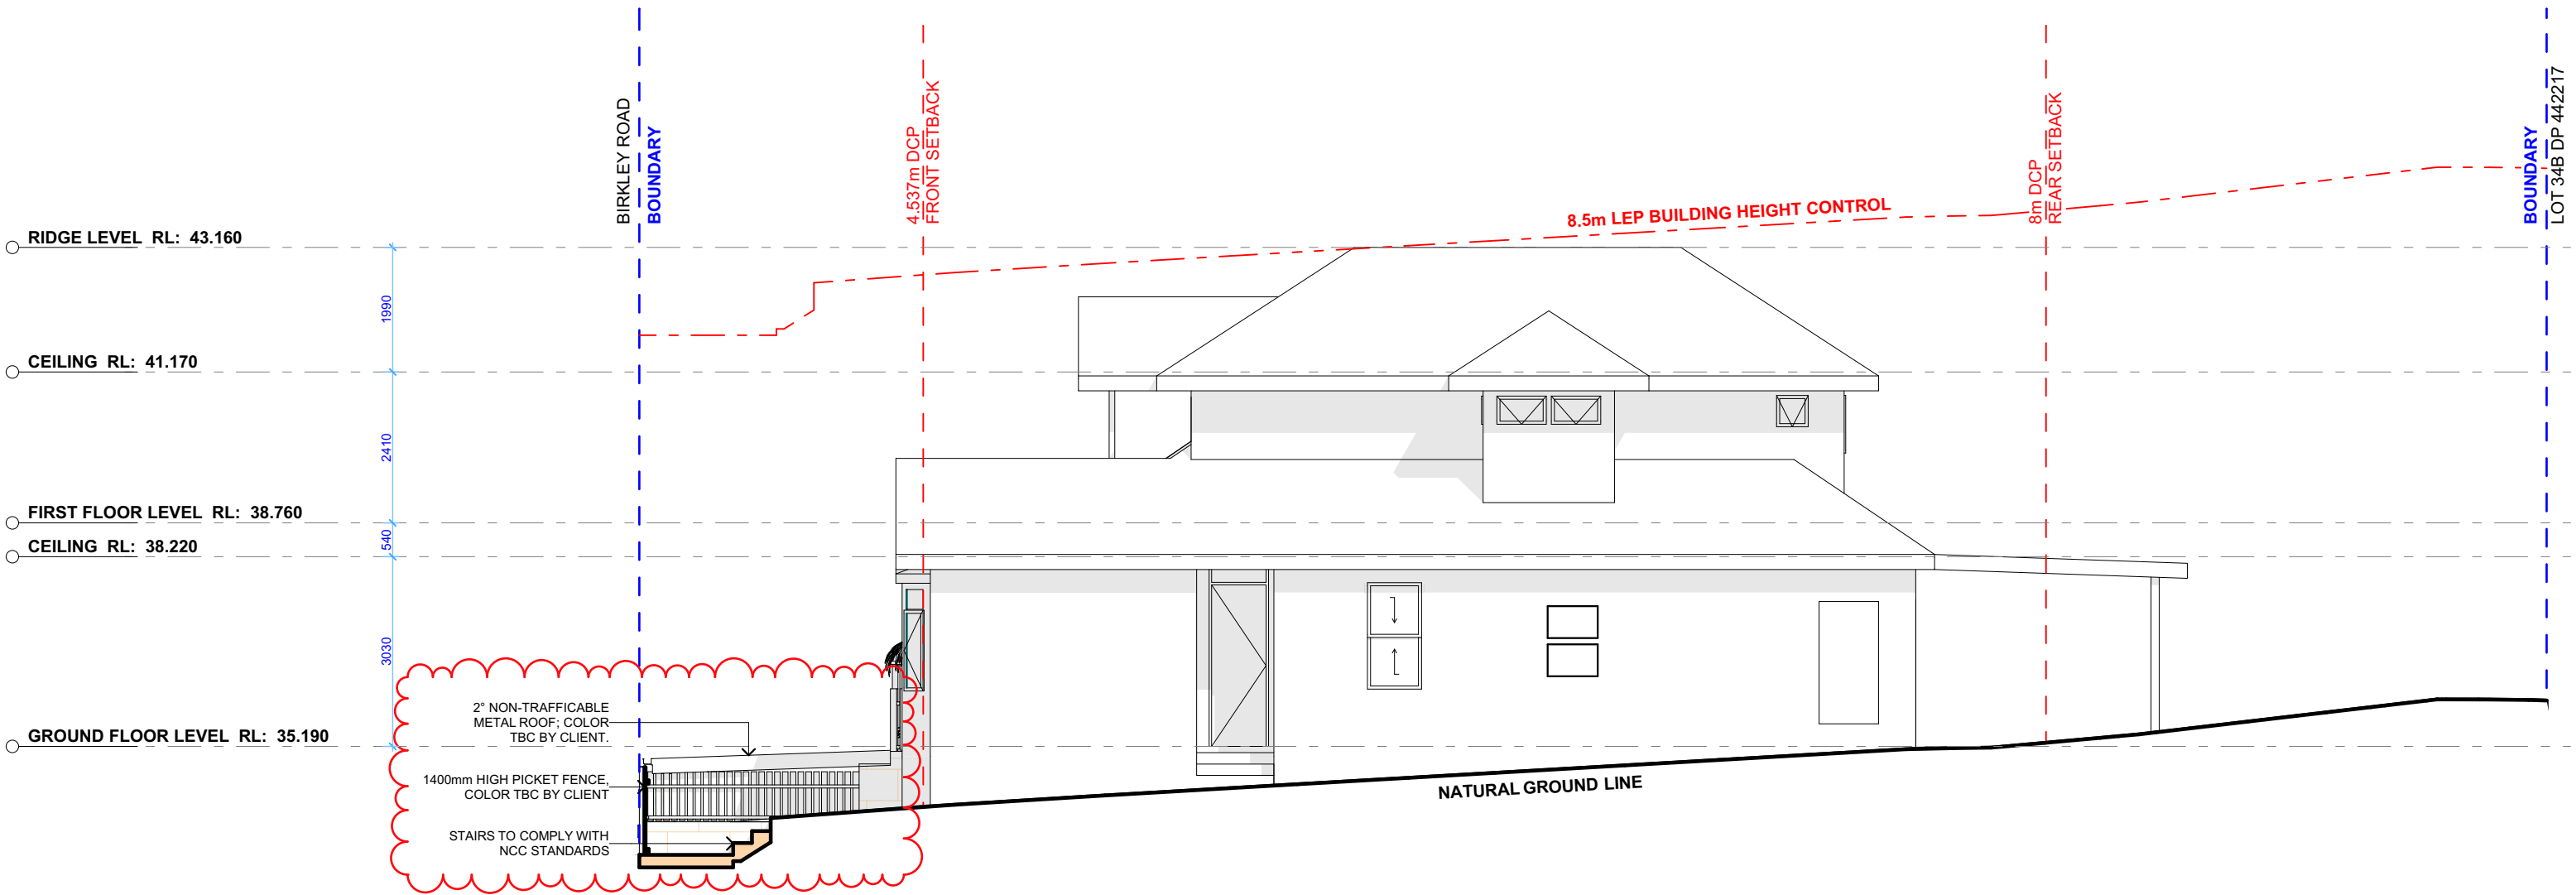 BIRKLEY ROAD
BOUNDARY
4.537m DCP
FRONT SETBACK
8m DCP
REAR SETBACK
BOUNDARY
LOT 34B DP 442217
8.5m LEP BUILDING HEIGHT CONTROL
RIDGE LEVEL RL: 43.160
1990
CEILING RL: 41.170
2410
FIRST FLOOR LEVEL RL: 38.760
540
CEILING RL: 38.220
3030
GROUND FLOOR LEVEL RL: 35.190
2° NON-TRAFFICABLE
METAL ROOF; COLOR
TBC BY CLIENT.
1400mm HIGH PICKET FENCE,
COLOR TBC BY CLIENT
STAIRS TO COMPLY WITH
NCC STANDARDS
NATURAL GROUND LINE